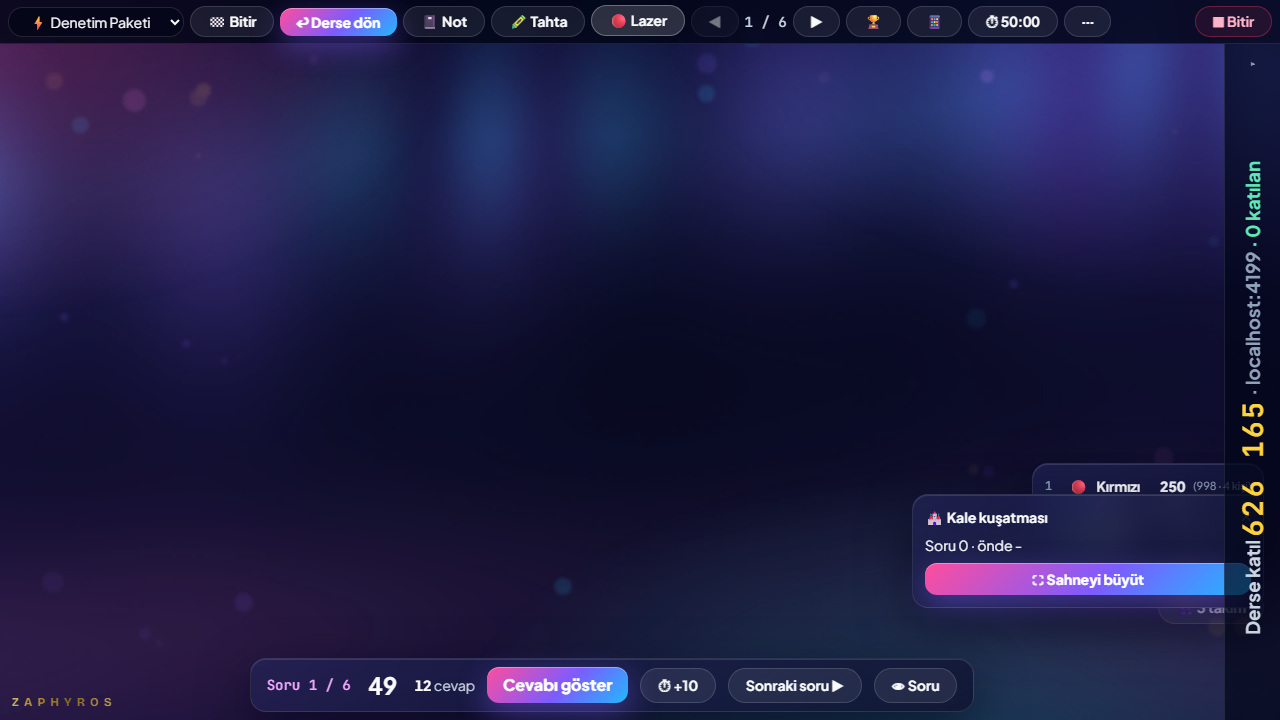 Denetim Paketi
Bitir
Derse dön
Not
Tahta
Lazer
1 / 6
50:00
---
Bitir
Derse katıl 626 165 · localhost:4199 · 0 katılan
1 Kırmızı 250
Kale kuşatması
Soru 0 · önde -
Sahneyi büyüt
3 takım
Soru 1 / 6
49
12 cevap
Cevabı göster
+10
Sonraki soru
Soru
ZAPHYROS